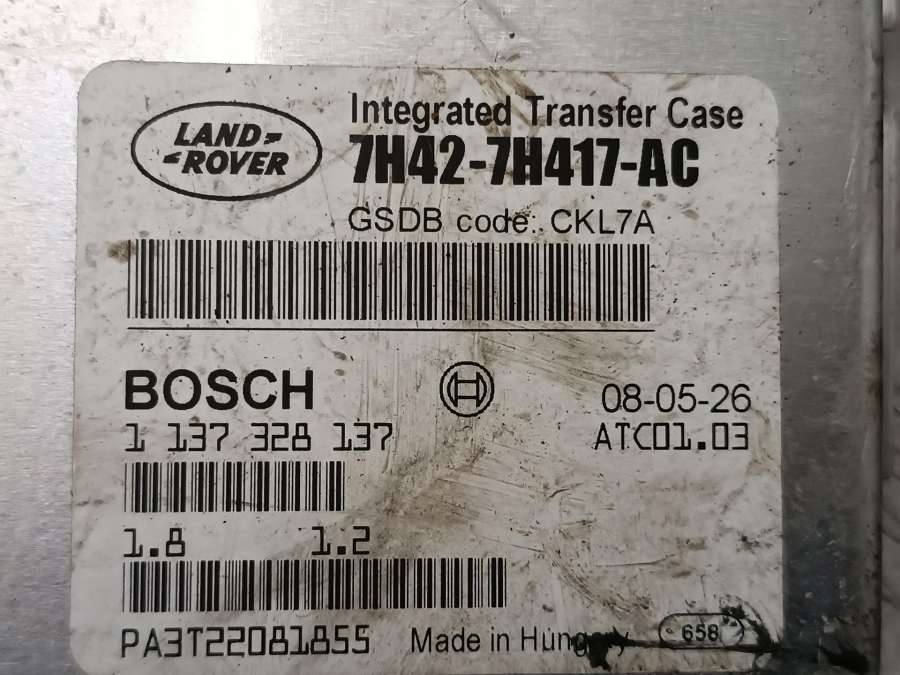 LAND-
-ROVER
Integrated Transfer Case
7H42-7H417-AC
GSDB code: CKL7A
BOSCH
08-05-26
1 137 328 137
ATC01.03
1.8 1.2
PA3T22081855
Made in Hungary
658